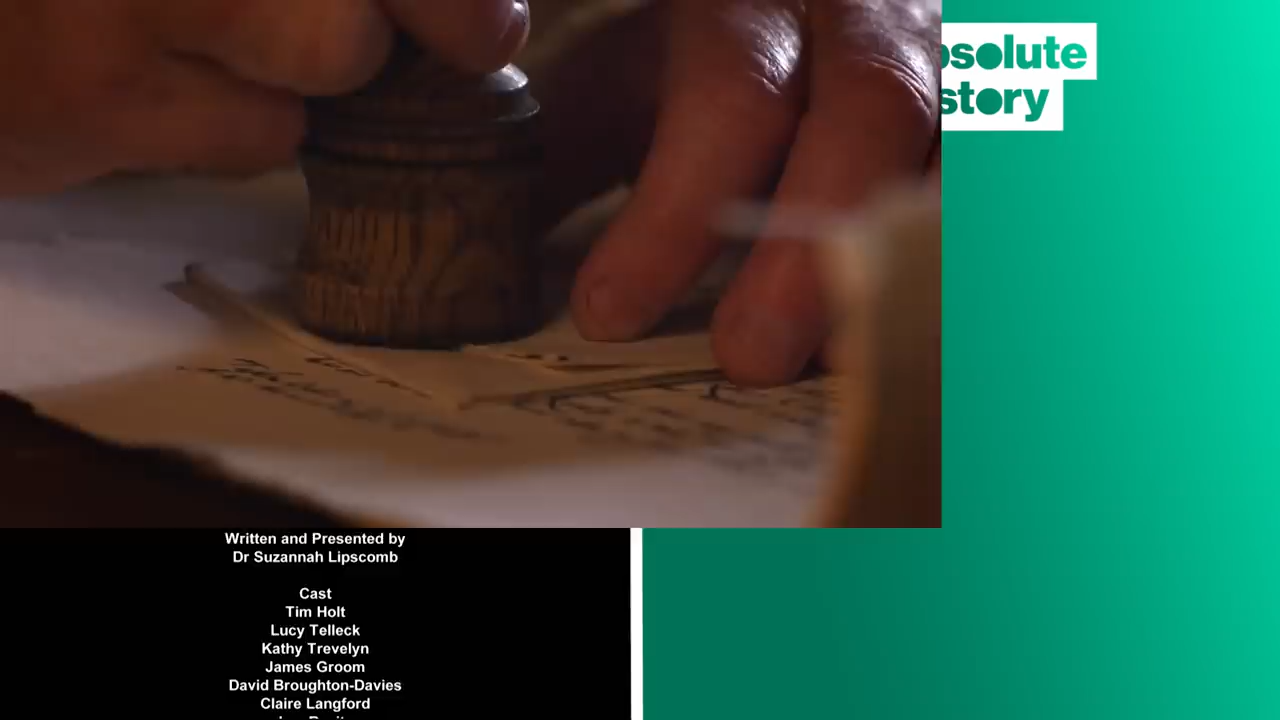 bsolute
story
Written and Presented by
Dr Suzannah Lipscomb
Cast
Tim Holt
Lucy Telleck
Kathy Trevelyn
James Groom
David Broughton-Davies
Claire Langford